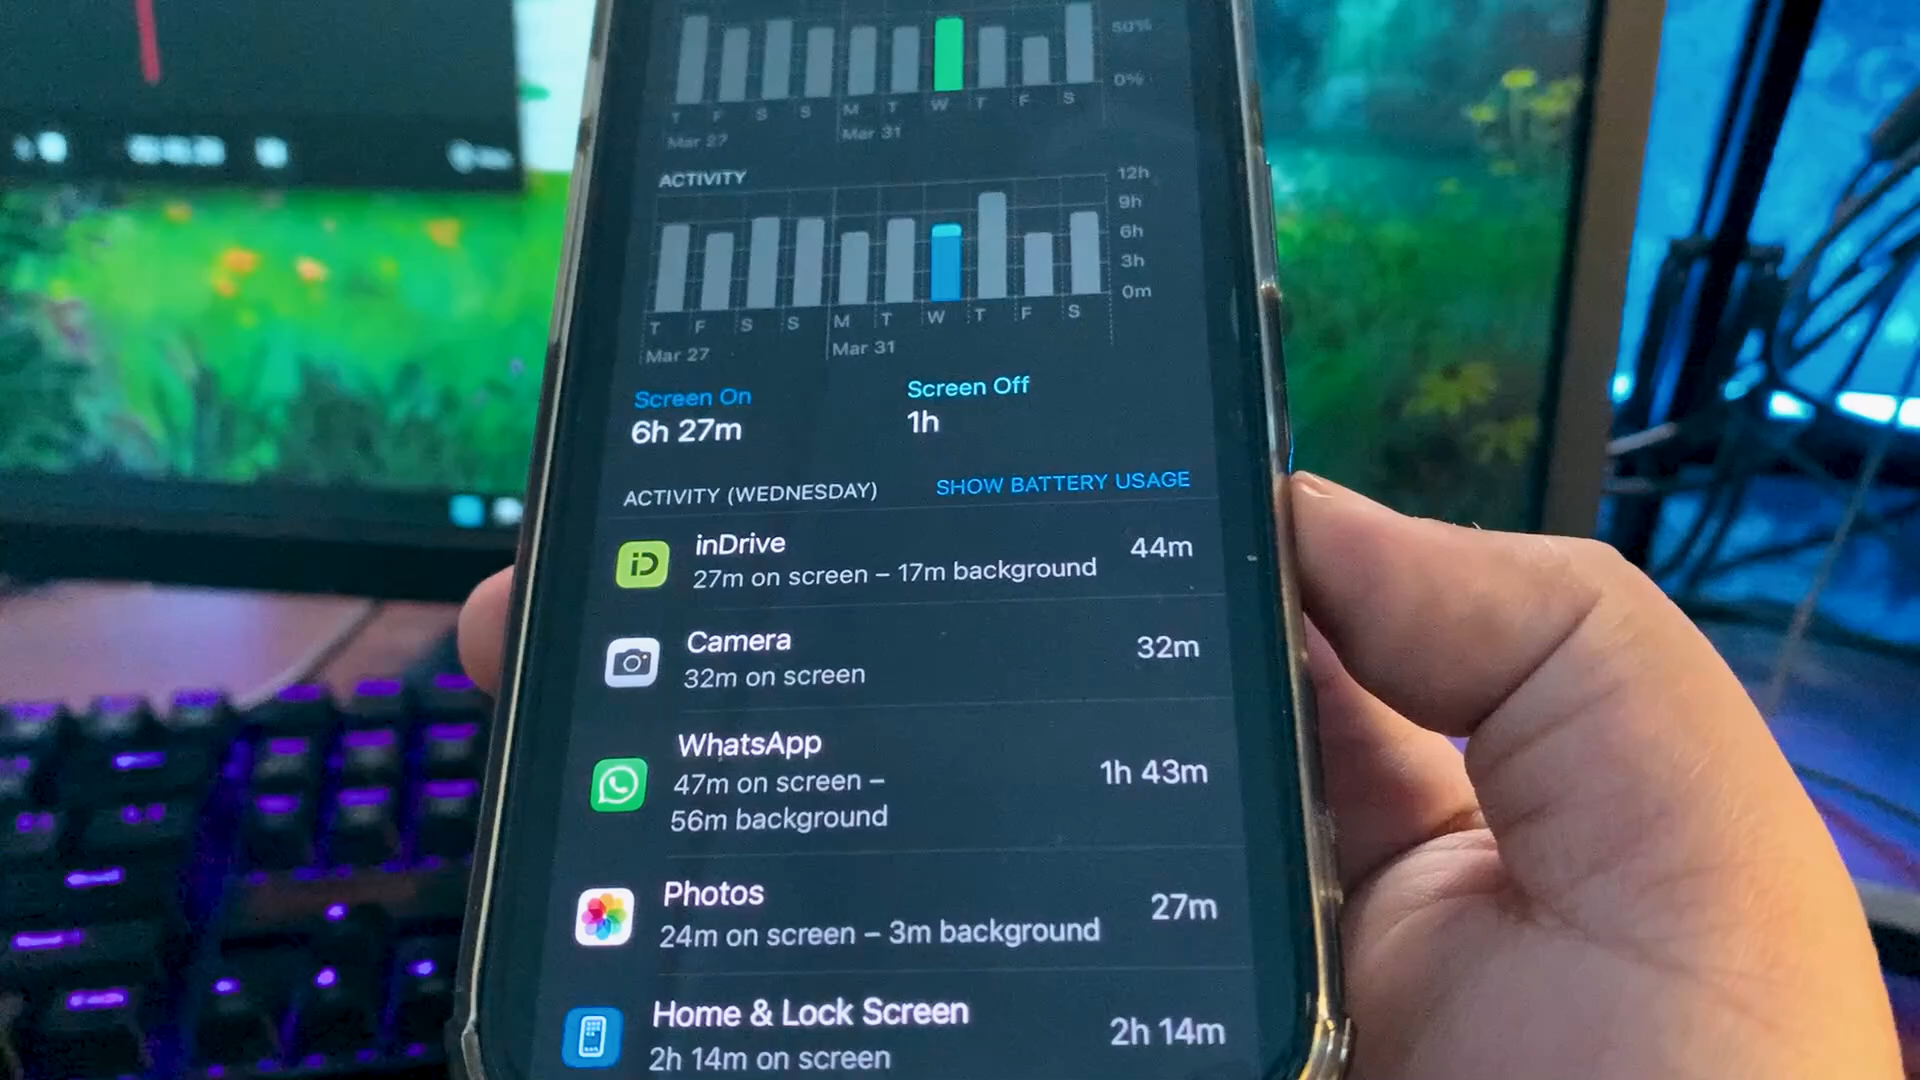 50%
0%
T F S S M T W T F S
Mar 27 Mar 31
ACTIVITY
12h
9h
6h
3h
0m
T F S S M T W T F S
Mar 27 Mar 31
Screen On Screen Off
6h 27m 1h
ACTIVITY (WEDNESDAY) SHOW BATTERY USAGE
iD inDrive 44m
27m on screen – 17m background
Camera 32m
32m on screen
WhatsApp
47m on screen – 1h 43m
56m background
Photos 27m
24m on screen – 3m background
Home & Lock Screen 2h 14m
2h 14m on screen